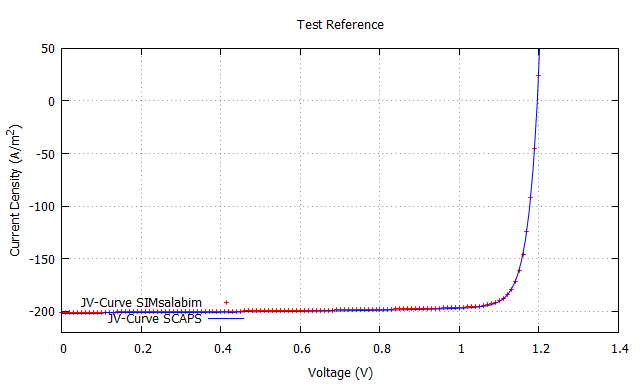 Test Reference
Current Density (A/m²)
50
0
-50
-100
-150
-200
JV-Curve SIMsalabim
JV-Curve SCAPS
0 0.2 0.4 0.6 0.8 1 1.2 1.4
Voltage (V)